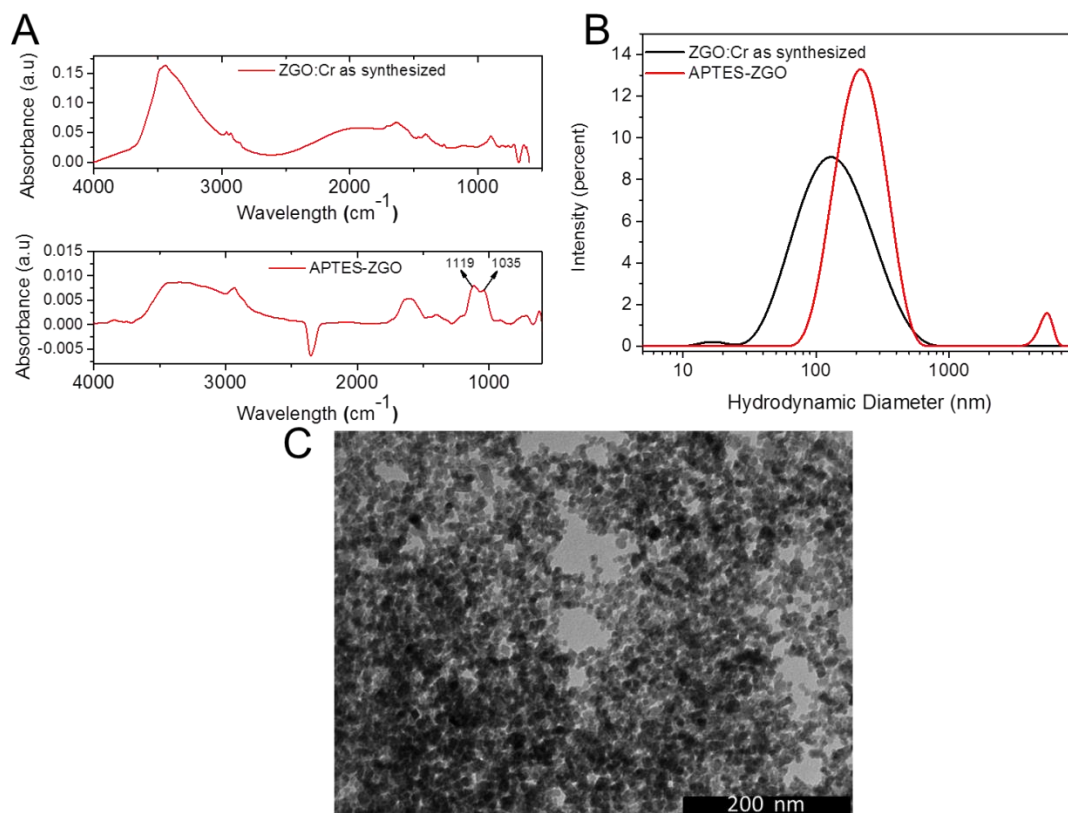 A
ZGO:Cr as synthesized
Absorbance (a.u)
0.15
0.10
0.05
0.00
4000 3000 2000 1000
Wavelength (cm⁻¹)
APTES-ZGO
1119 1035
Absorbance (a.u)
0.015
0.010
0.005
0.000
-0.005
4000 3000 2000 1000
Wavelength (cm⁻¹)
B
ZGO:Cr as synthesized
APTES-ZGO
Intensity (percent)
14
12
10
8
6
4
2
0
10 100 1000
Hydrodynamic Diameter (nm)
C
200 nm